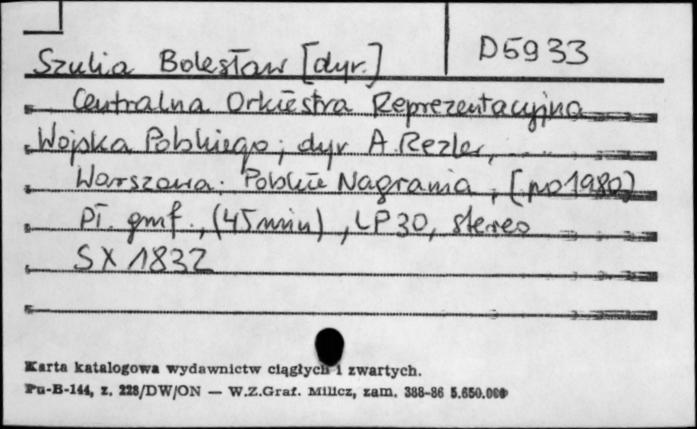 Szulia Bolesław [dyr.] D5933
Centralna Orkiestra Reprezentacyjna
Wojska Polskiego; dyr A. Rezler,
Warszawa: Polskie Nagrania, [po 1980]
Pł. gmf., (45 min), LP 30, stereo
SX 1832
Karta katalogowa wydawnictw ciągłych i zwartych.
Pu-B-144, z. 228/DW/ON — W.Z.Graf. Milicz, zam. 388-86 5.650.000